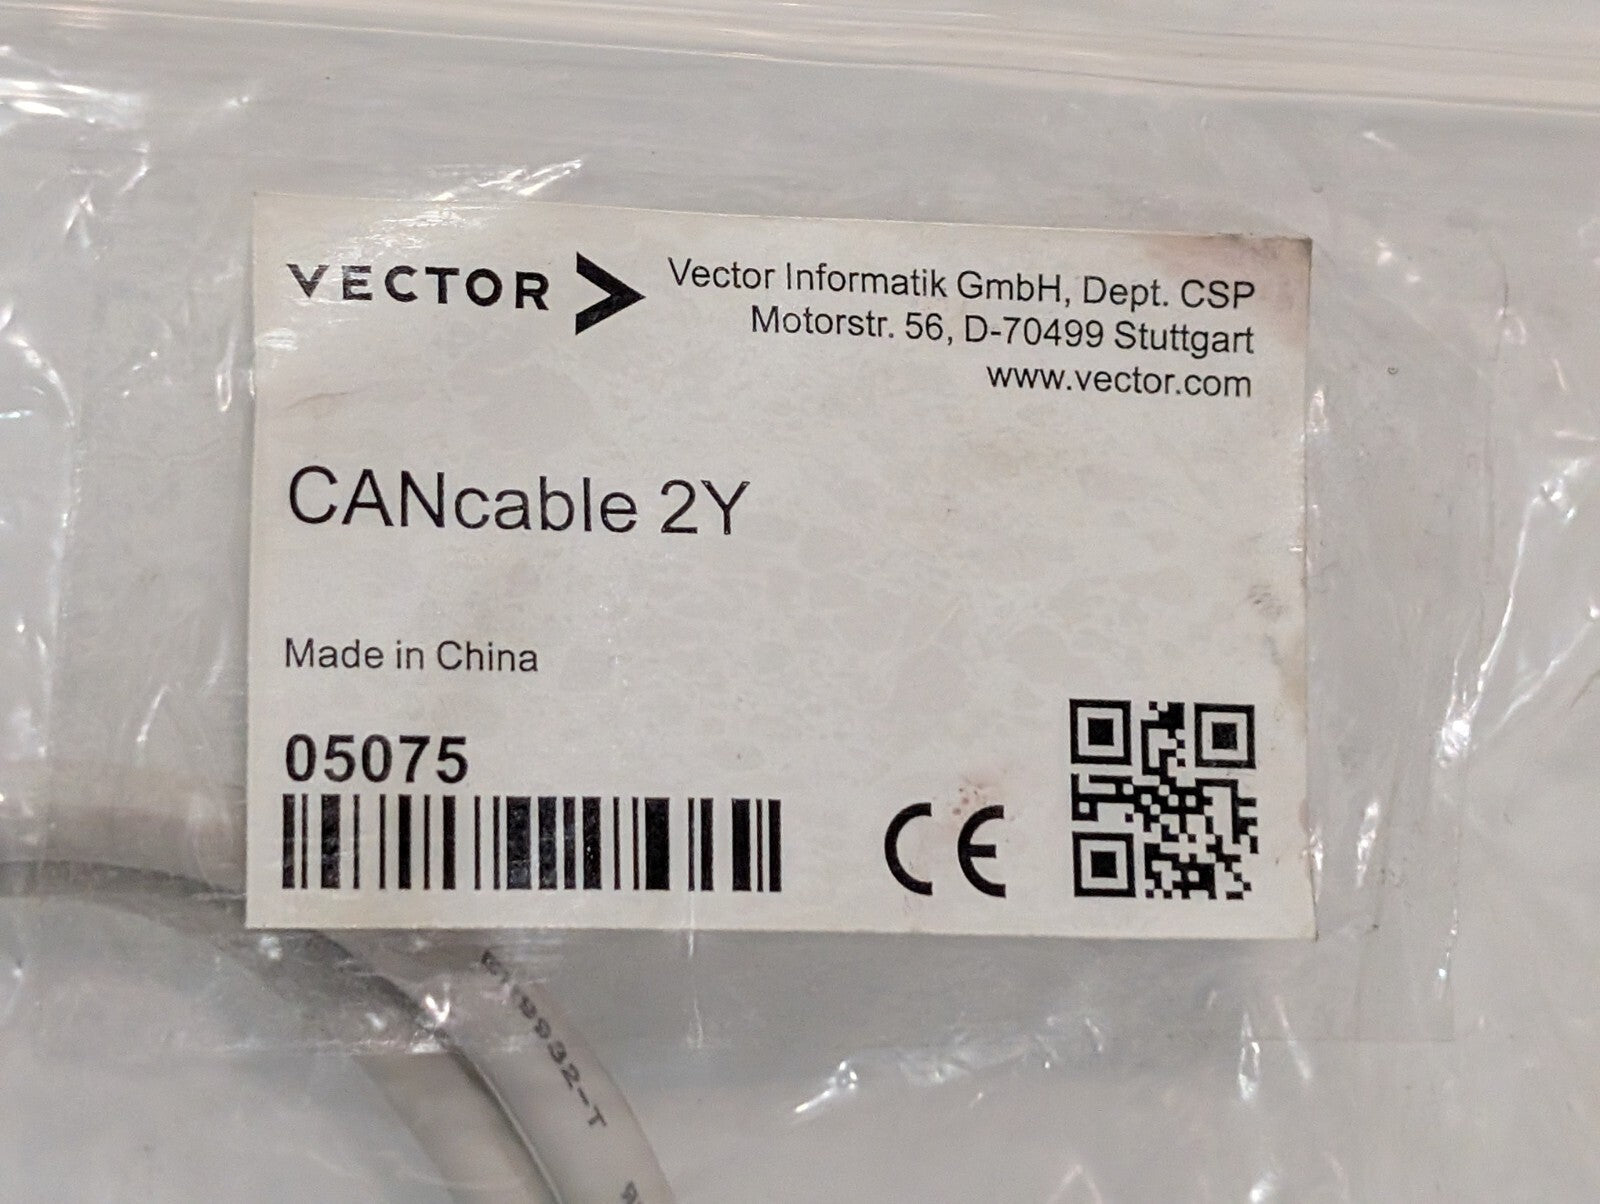 VECTOR
Vector Informatik GmbH, Dept. CSP
Motorstr. 56, D-70499 Stuttgart
www.vector.com
CANcable 2Y
Made in China
05075
CE